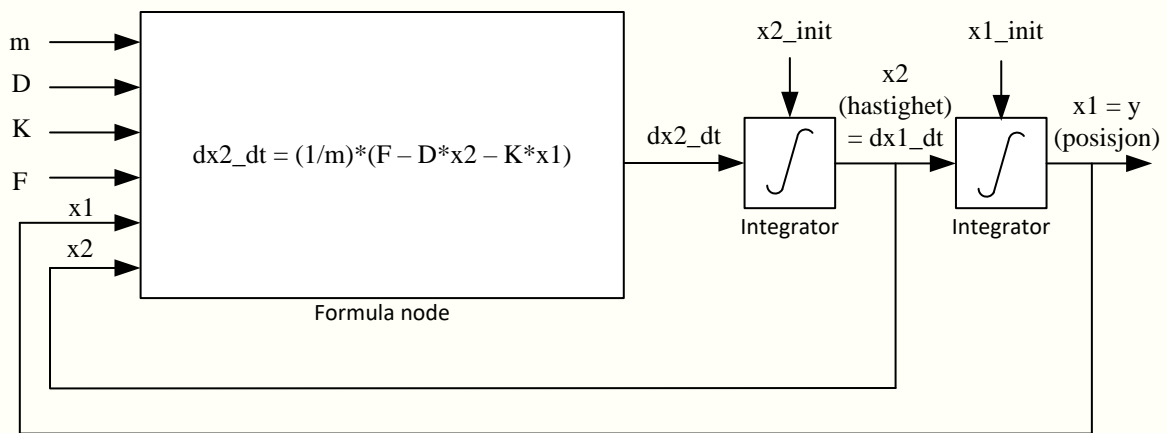 m
D
K
F
x1
x2
dx2_dt = (1/m)*(F – D*x2 – K*x1)
Formula node
dx2_dt
x2_init
Integrator
x2
(hastighet)
= dx1_dt
x1_init
Integrator
x1 = y
(posisjon)